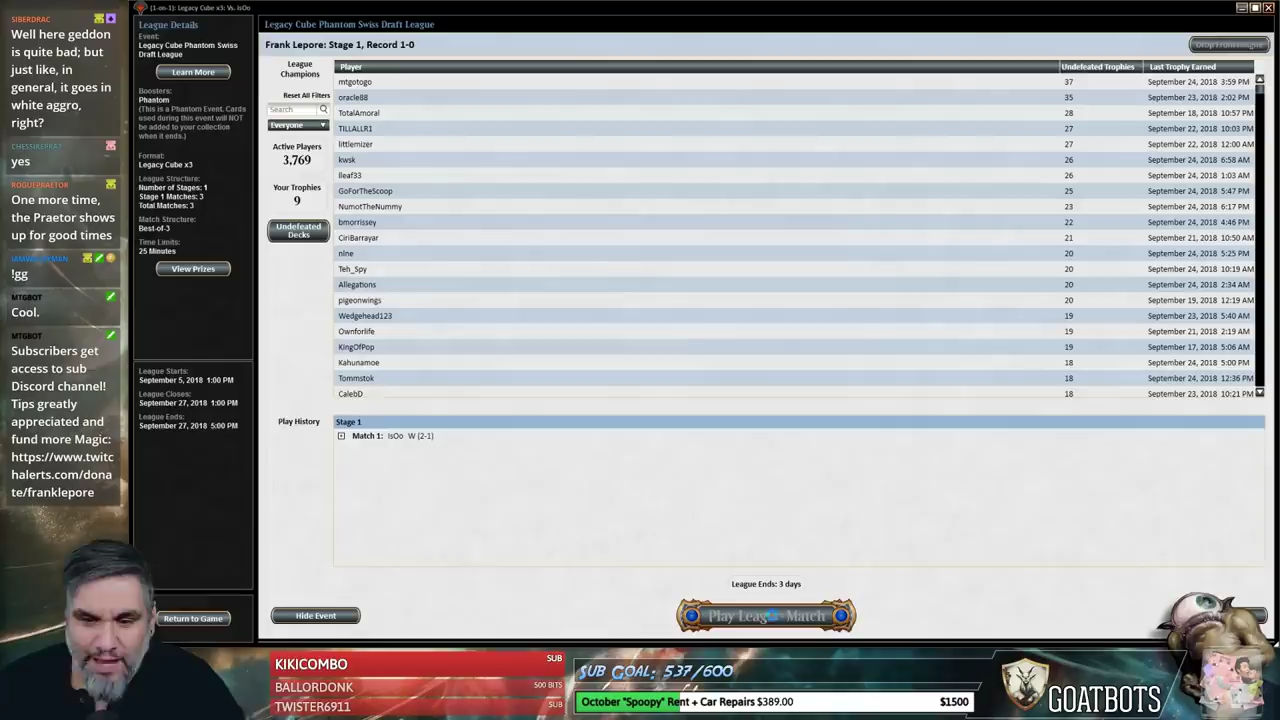 SIBERDRAC
Well here geddon
is quite bad; but
just like, in
general, it goes in
white aggro,
right?
yes
ROGUEPRAETOR
One more time,
the Praetor shows
up for good times
!gg
MTGBOT
Cool.
MTGBOT
Subscribers get
access to sub
Discord channel!
Tips greatly
appreciated and
fund more Magic:
https://www.twitc
halerts.com/dona
te/franklepore
(1-on-1): Legacy Cube x3: Vs. IsOo
League Details
Event:
Legacy Cube Phantom Swiss
Draft League
Learn More
Boosters:
Phantom
(This is a Phantom Event. Cards
used during this event will NOT
be added to your collection
when it ends.)
Format:
Legacy Cube x3
League Structure:
Number of Stages: 1
Stage 1 Matches: 3
Total Matches: 3
Match Structure:
Best-of-3
Time Limits:
25 Minutes
View Prizes
League Starts:
September 5, 2018 1:00 PM
League Closes:
September 27, 2018 1:00 PM
League Ends:
September 27, 2018 5:00 PM
Return to Game
Legacy Cube Phantom Swiss Draft League
Frank Lepore: Stage 1, Record 1-0
League
Champions
Reset All Filters
Search
Everyone
Active Players
3,769
Your Trophies
9
Undefeated
Decks
Player Undefeated Trophies Last Trophy Earned
mtgotogo 37 September 24, 2018 3:59 PM
oracle88 35 September 23, 2018 2:02 PM
TotalAmoral 28 September 18, 2018 10:57 PM
TILLALLR1 27 September 22, 2018 12:00 PM
littlemizer 27 September 22, 2018 12:00 AM
kwsk 26 September 24, 2018 6:58 AM
lleaf33 26 September 24, 2018 1:03 AM
GoForTheScoop 25 September 24, 2018 5:47 PM
NumotTheNummy 23 September 24, 2018 6:17 PM
bmorrissey 22 September 24, 2018 4:46 PM
CiriBarrayar 21 September 21, 2018 10:50 AM
nlne 20 September 24, 2018 5:25 PM
Teh_Spy 20 September 24, 2018 10:19 AM
Allegations 20 September 24, 2018 2:34 AM
pigeonwings 20 September 19, 2018 12:19 AM
Wedgehead123 19 September 23, 2018 5:40 AM
Ownforlife 19 September 21, 2018 2:19 AM
KingOfPop 19 September 17, 2018 5:06 AM
Kahunamoe 18 September 24, 2018 5:00 PM
Tommstok 18 September 24, 2018 12:36 PM
CalebD 18 September 23, 2018 10:21 PM
Play History
Stage 1
Match 1: IsOo W (2-1)
League Ends: 3 days
Hide Event
Play League Match
KIKICOMBO SUB
BALLORDONK 500 BITS
TWISTER6911 SUB
SUB GOAL: 537/600
October "Spoopy" Rent + Car Repairs $389.00 $1500
GOATBOTS